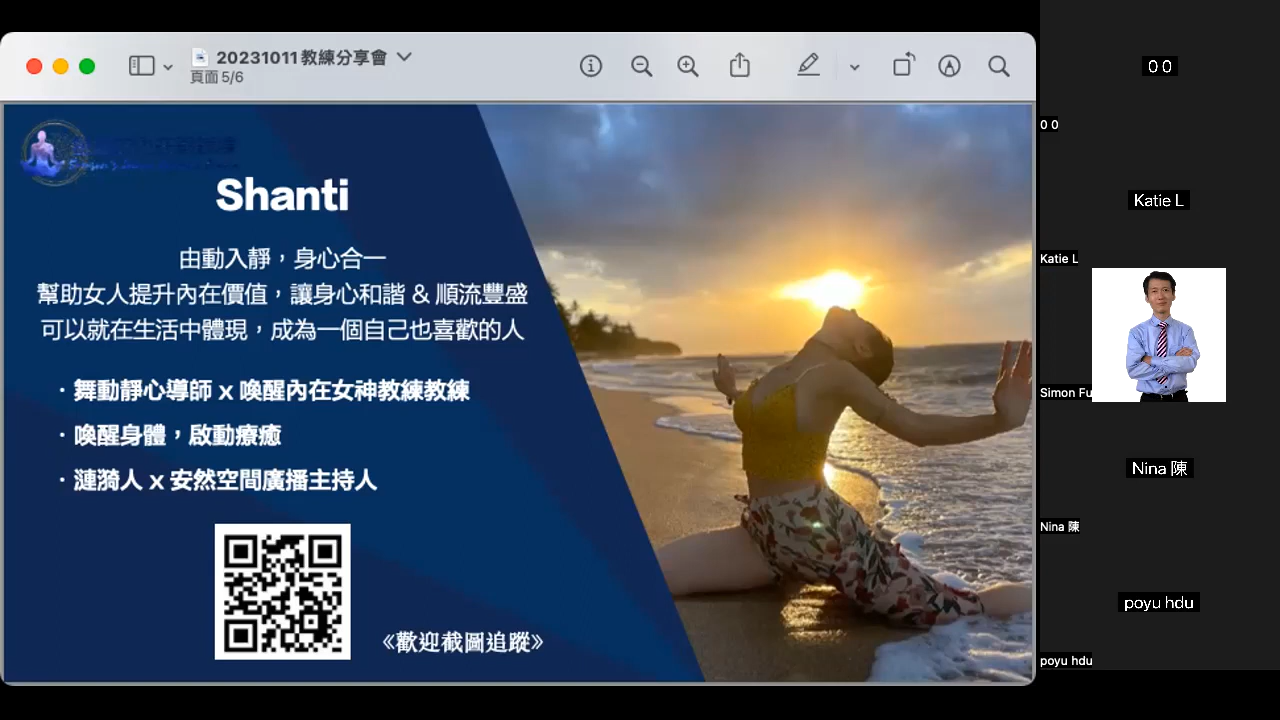 20231011教練分享會
頁面 5/6
Shanti
由動入靜，身心合一
幫助女人提升內在價值，讓身心和諧 & 順流豐盛
可以就在生活中體現，成為一個自己也喜歡的人
· 舞動靜心導師 x 喚醒內在女神教練教練
· 喚醒身體，啟動療癒
· 漣漪人 x 安然空間廣播主持人
《歡迎截圖追蹤》
0 0
0 0
Katie L
Katie L
Simon Fu
Nina 陳
Nina 陳
poyu hdu
poyu hdu